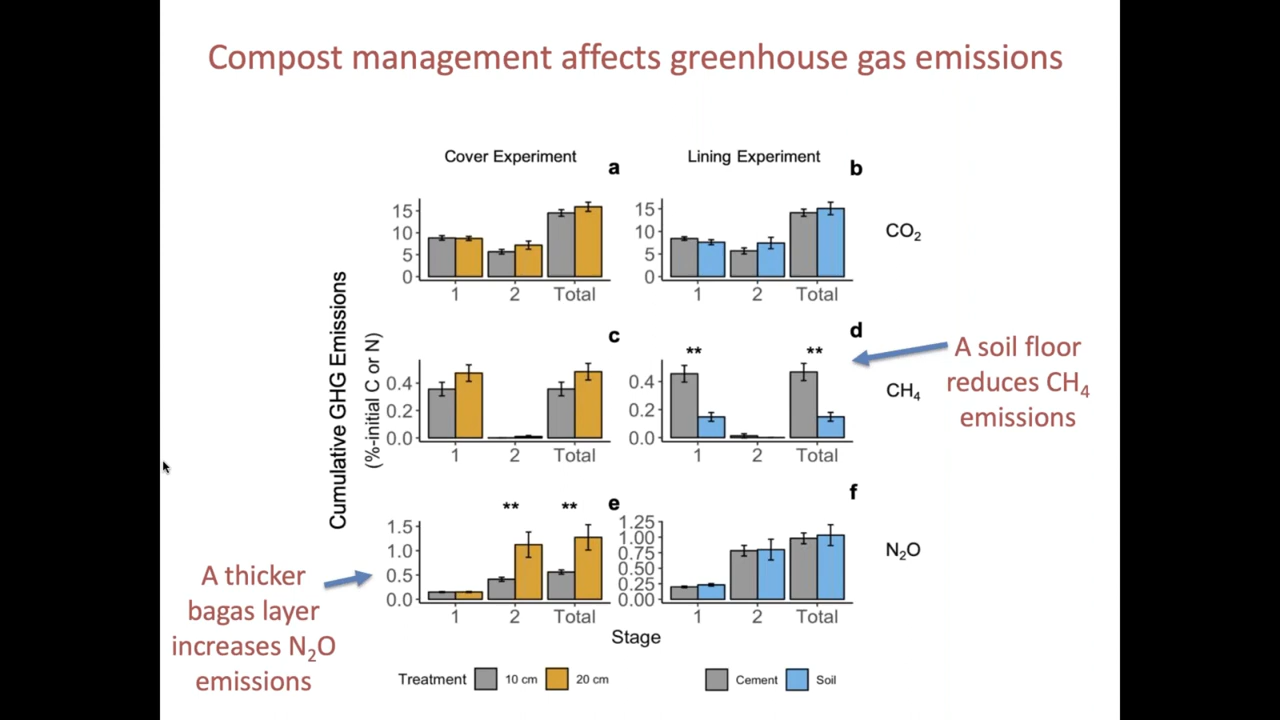 Compost management affects greenhouse gas emissions
Cover Experiment
Lining Experiment
a
b
15
10
5
0
1 2 Total
15
10
5
0
1 2 Total
CO₂
Cumulative GHG Emissions
(%-initial C or N)
c
0.4
0.2
0.0
1 2 Total
d
** **
0.4
0.2
0.0
1 2 Total
CH₄
A soil floor
reduces CH₄
emissions
e
** **
1.5
1.0
0.5
0.0
1 2 Total
f
1.25
1.00
0.75
0.50
0.25
0.00
1 2 Total
N₂O
A thicker
bagas layer
increases N₂O
emissions
Stage
Treatment 10 cm 20 cm
Cement Soil